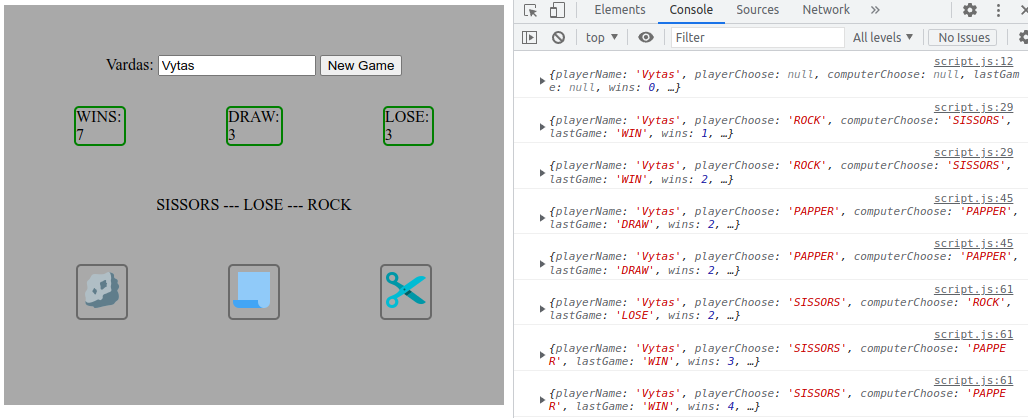 Vardas: Vytas New Game
WINS: DRAW: LOSE:
7 3 3
SISSORS --- LOSE --- ROCK
Elements Console Sources Network »
top ▼ Filter All levels ▼ No Issues
script.js:12
{playerName: 'Vytas', playerChoose: null, computerChoose: null, lastGam
e: null, wins: 0, …}
script.js:29
{playerName: 'Vytas', playerChoose: 'ROCK', computerChoose: 'SISSORS',
lastGame: 'WIN', wins: 1, …}
script.js:29
{playerName: 'Vytas', playerChoose: 'ROCK', computerChoose: 'SISSORS',
lastGame: 'WIN', wins: 2, …}
script.js:45
{playerName: 'Vytas', playerChoose: 'PAPPER', computerChoose: 'PAPPER',
lastGame: 'DRAW', wins: 2, …}
script.js:45
{playerName: 'Vytas', playerChoose: 'PAPPER', computerChoose: 'PAPPER',
lastGame: 'DRAW', wins: 2, …}
script.js:61
{playerName: 'Vytas', playerChoose: 'SISSORS', computerChoose: 'ROCK',
lastGame: 'LOSE', wins: 2, …}
script.js:61
{playerName: 'Vytas', playerChoose: 'SISSORS', computerChoose: 'PAPPE
R', lastGame: 'WIN', wins: 3, …}
script.js:61
{playerName: 'Vytas', playerChoose: 'SISSORS', computerChoose: 'PAPPE
R', lastGame: 'WIN', wins: 4, …}